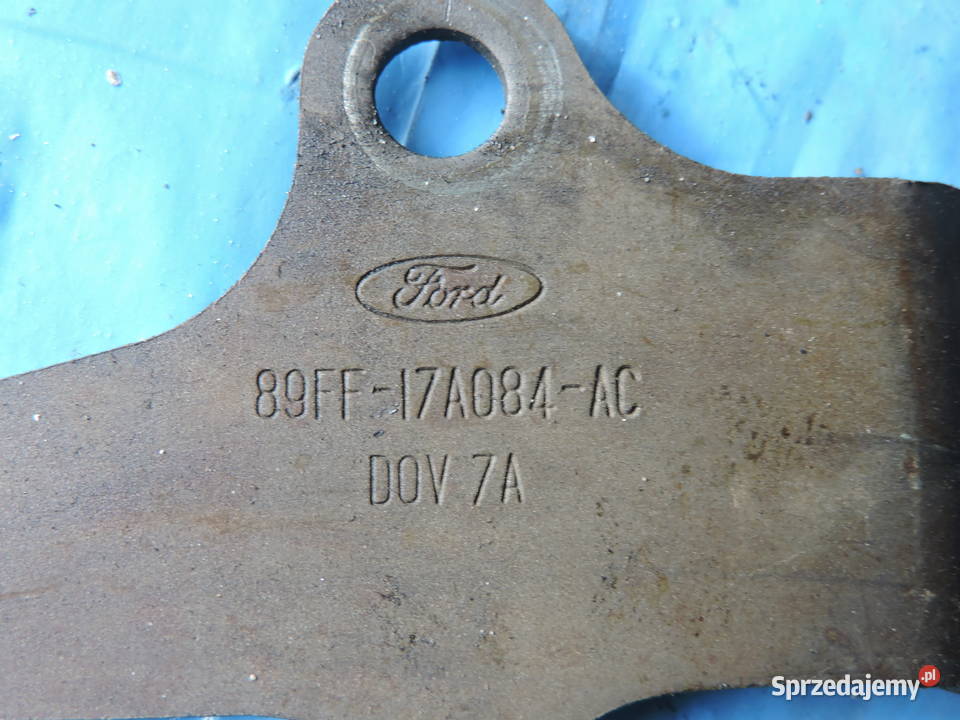 Ford
89FF-17A084-AC
DOV 7A
Sprzedajemy.pl